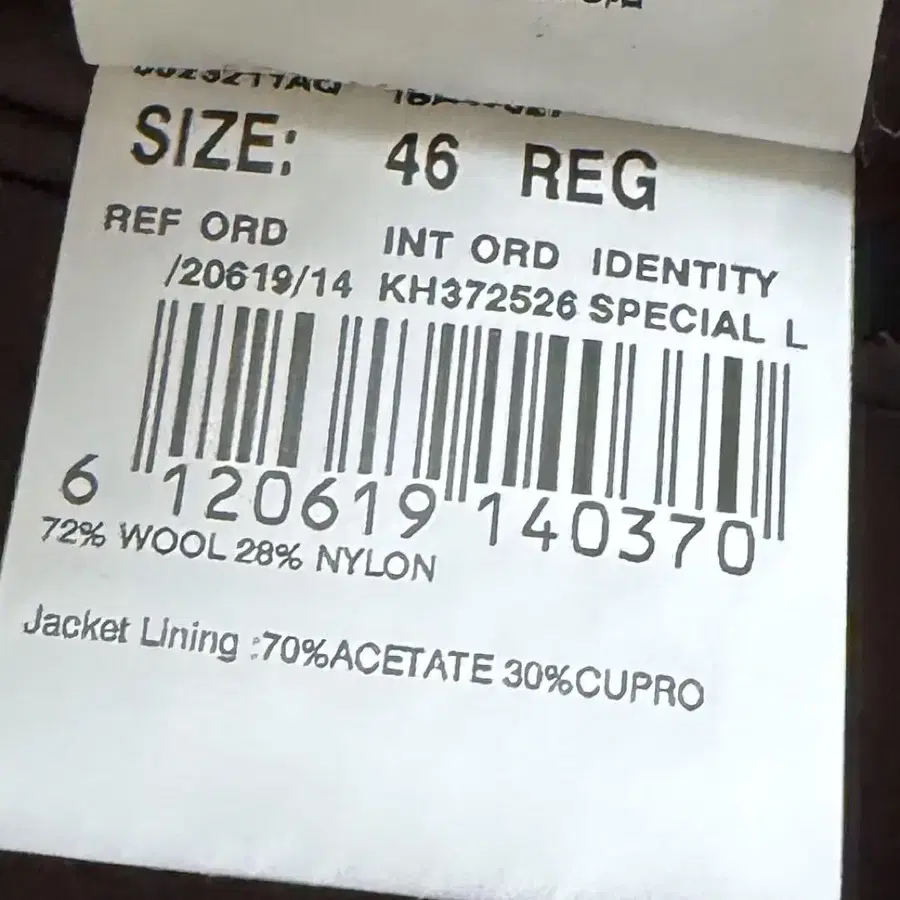 SIZE: 46 REG
REF ORD INT ORD IDENTITY
/20619/14 KH372526 SPECIAL L
6 120619 140370
72% WOOL 28% NYLON
Jacket Lining :70%ACETATE 30%CUPRO